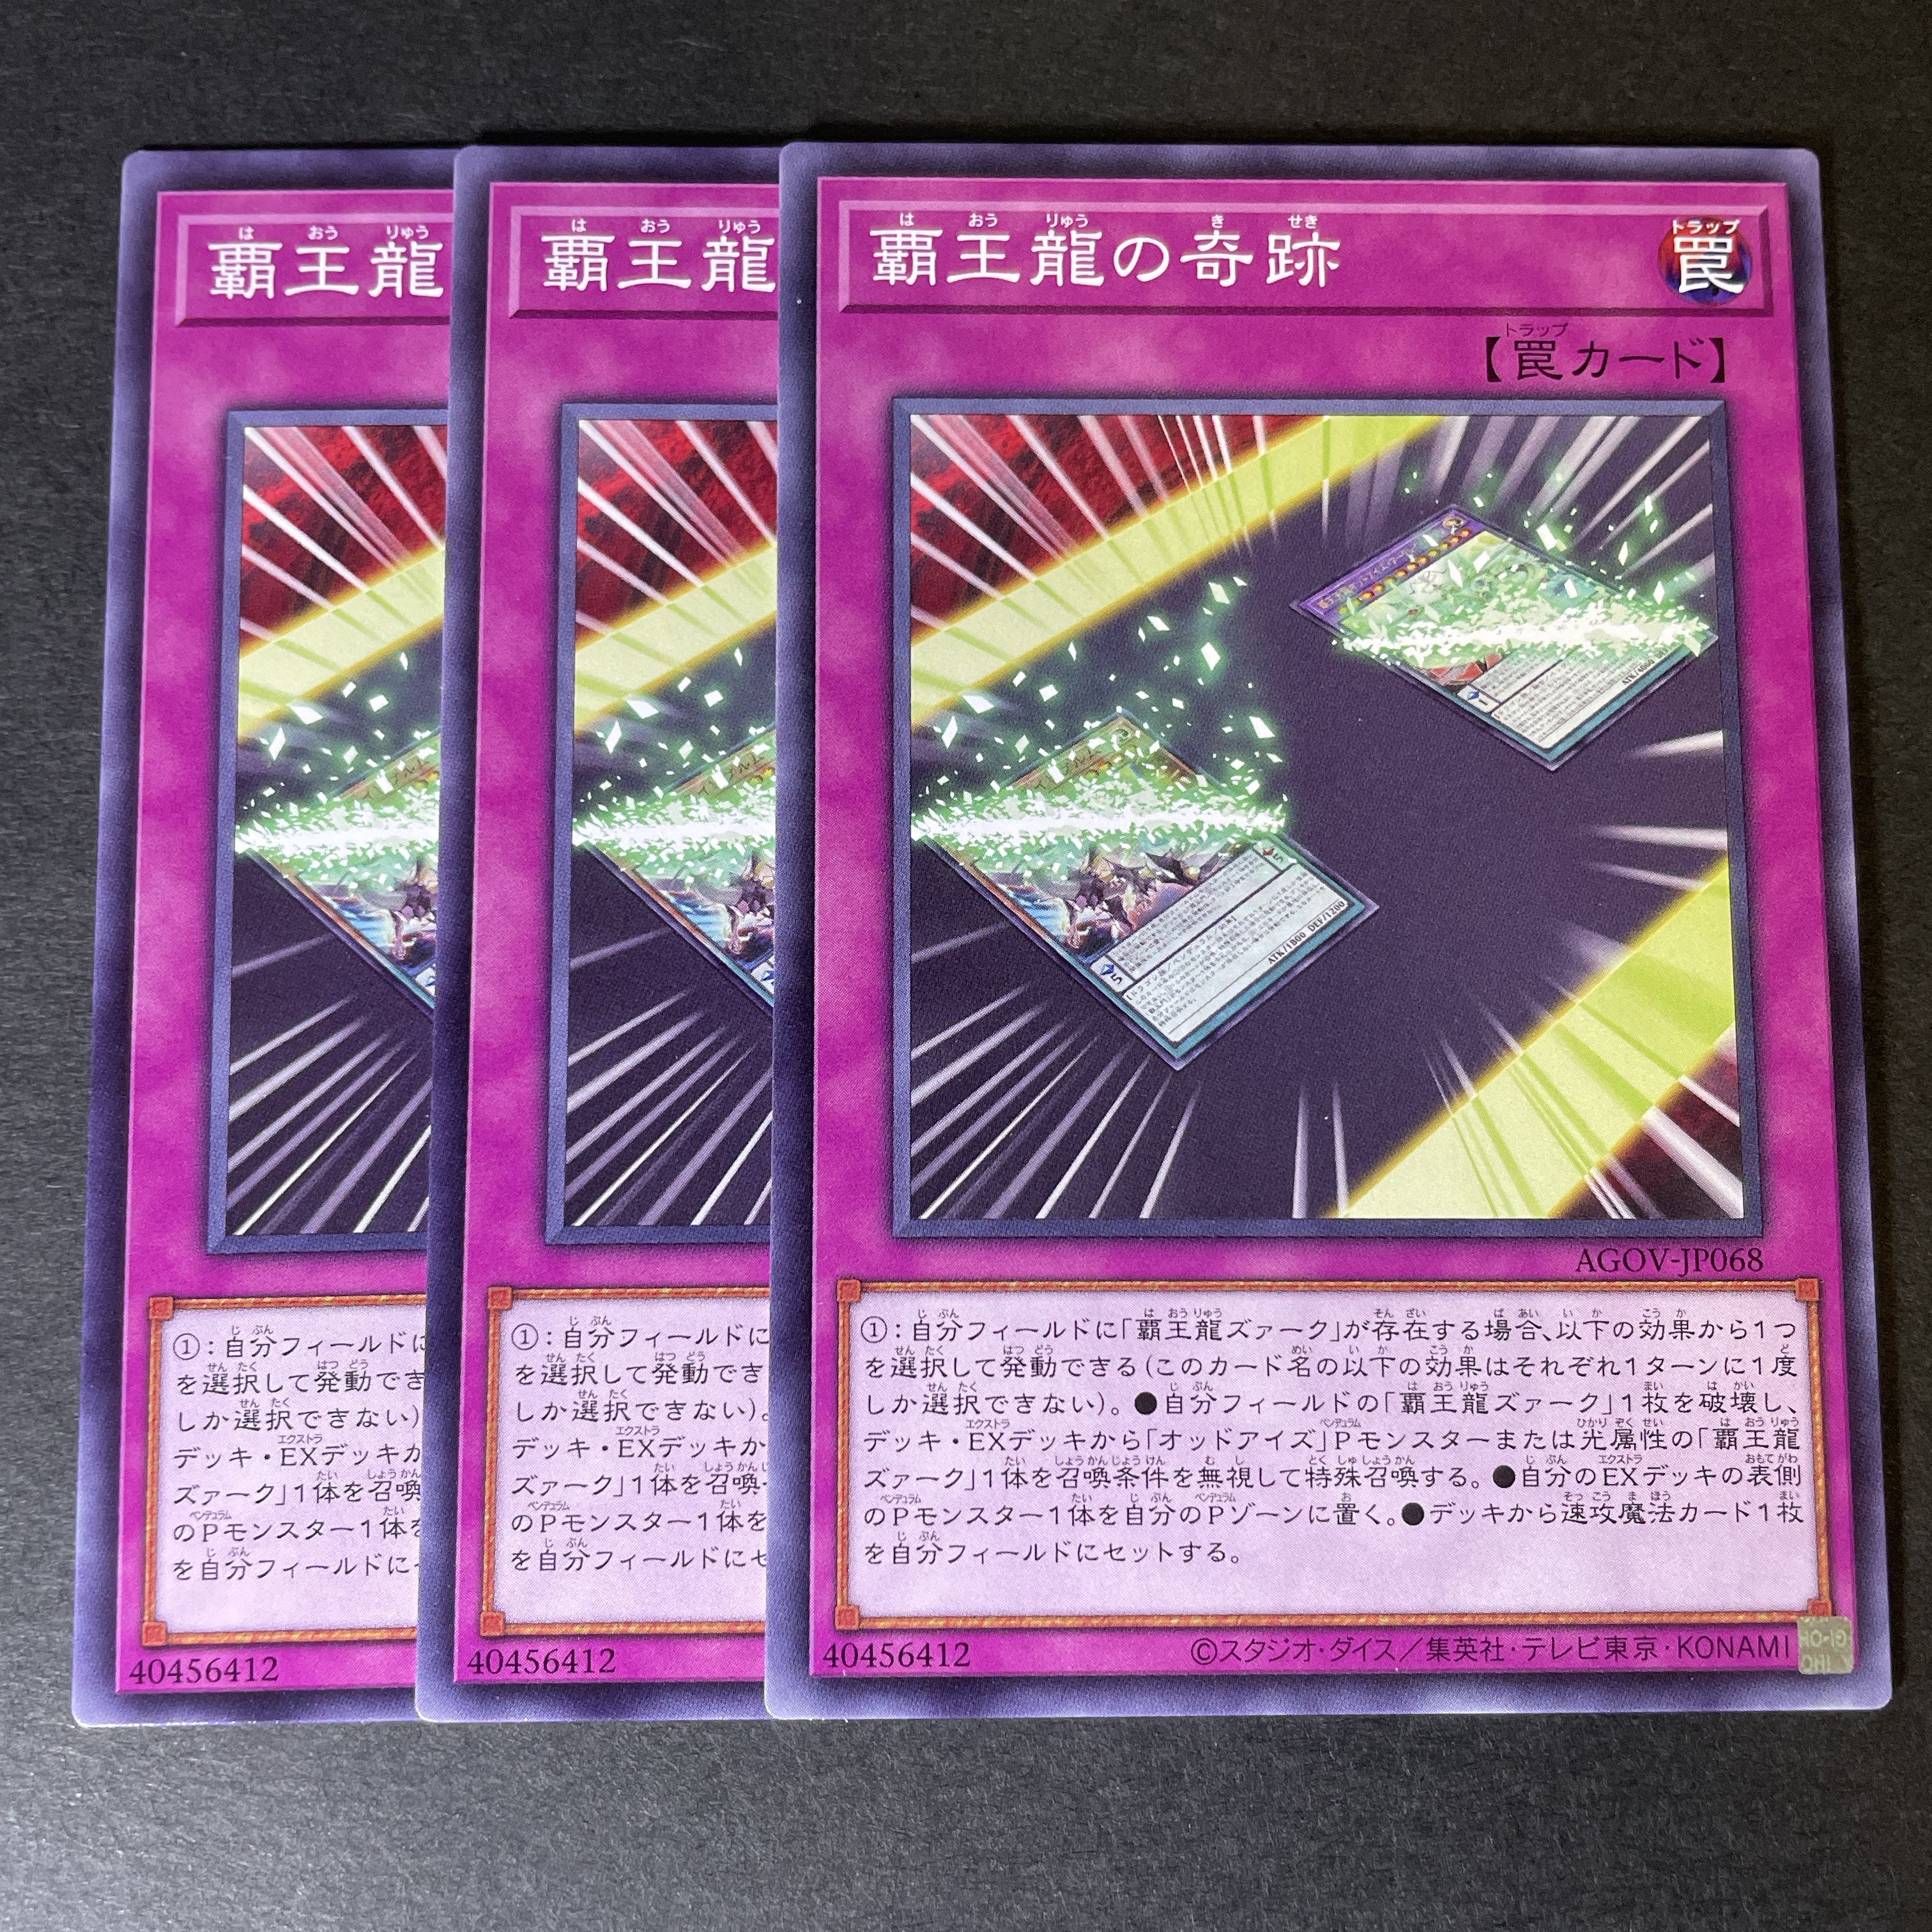 覇王龍
覇王龍
覇王龍の奇跡
罠
【罠カード】
ATK/4000
5
5
ATK/1800 DEF/1200
AGOV-JP068
①:自分フィールドに
を選択して発動でき
しか選択できない)
デッキ・EXデッキか
ズァーク」1体を召喚
のPモンスター1体を
を自分フィールドに
40456412
①:自分フィールドに
を選択して発動でき
しか選択できない)。
デッキ・EXデッキか
ズァーク」1体を召喚
のPモンスター1体を
を自分フィールドにセ
40456412
①:自分フィールドに「覇王龍ズァーク」が存在する場合、以下の効果から1つ
を選択して発動できる(このカード名の以下の効果はそれぞれ1ターンに1度
しか選択できない)。●自分フィールドの「覇王龍ズァーク」1枚を破壊し、
デッキ・EXデッキから「オッドアイズ」Pモンスターまたは光属性の「覇王龍
ズァーク」1体を召喚条件を無視して特殊召喚する。●自分のEXデッキの表側
のPモンスター1体を自分のPゾーンに置く。●デッキから速攻魔法カード1枚
を自分フィールドにセットする。
40456412
©スタジオ・ダイス/集英社・テレビ東京・KONAMI